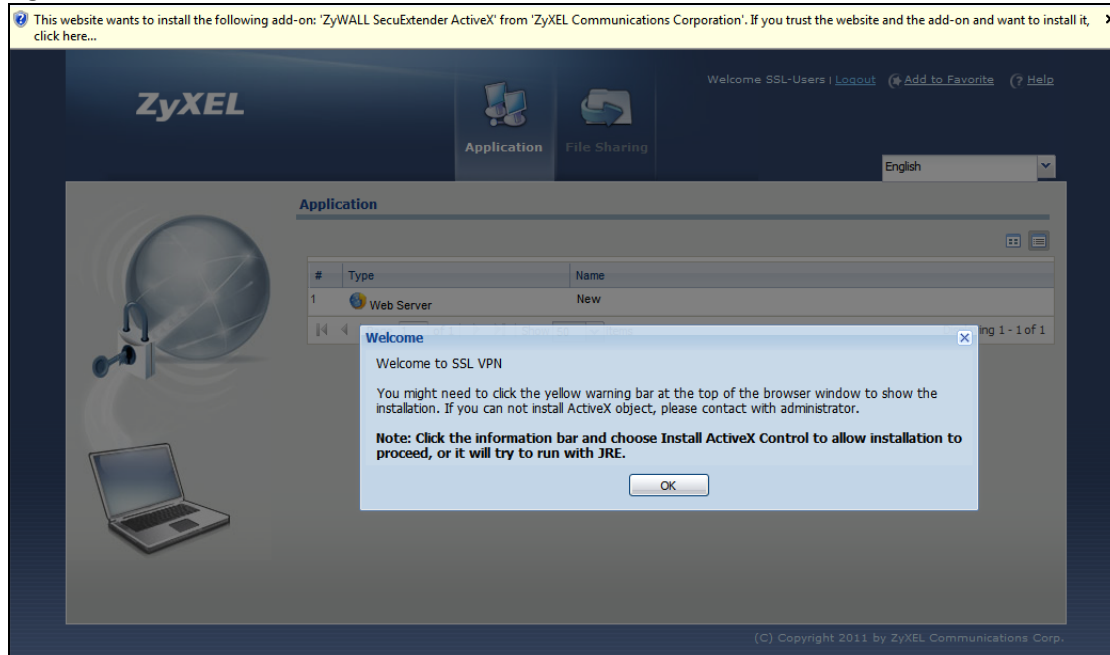 This website wants to install the following add-on: 'ZyWALL SecuExtender ActiveX' from 'ZyXEL Communications Corporation'. If you trust the website and the add-on and want to install it,
click here...
ZyXEL
Welcome SSL-Users | Logout Add to Favorite Help
Application File Sharing
English
Application
# Type Name
1 Web Server New
of 1 Show 50 items ing 1 - 1 of 1
Welcome
Welcome to SSL VPN
You might need to click the yellow warning bar at the top of the browser window to show the
installation. If you can not install ActiveX object, please contact with administrator.
Note: Click the information bar and choose Install ActiveX Control to allow installation to
proceed, or it will try to run with JRE.
OK
(C) Copyright 2011 by ZyXEL Communications Corp.